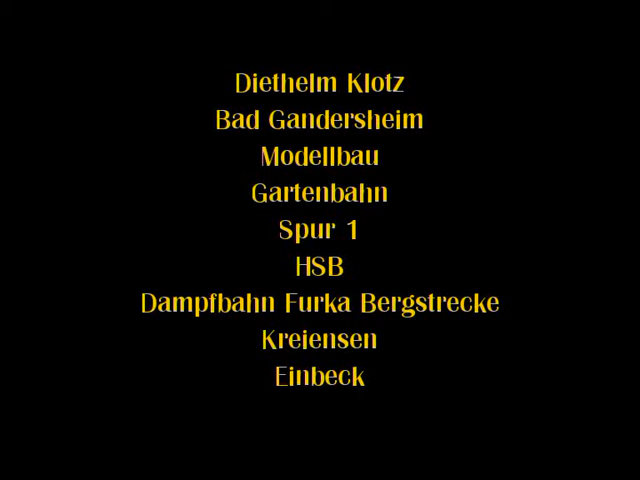 Diethelm Klotz
Bad Gandersheim
Modellbau
Gartenbahn
Spur 1
HSB
Dampfbahn Furka Bergstrecke
Kreiensen
Einbeck